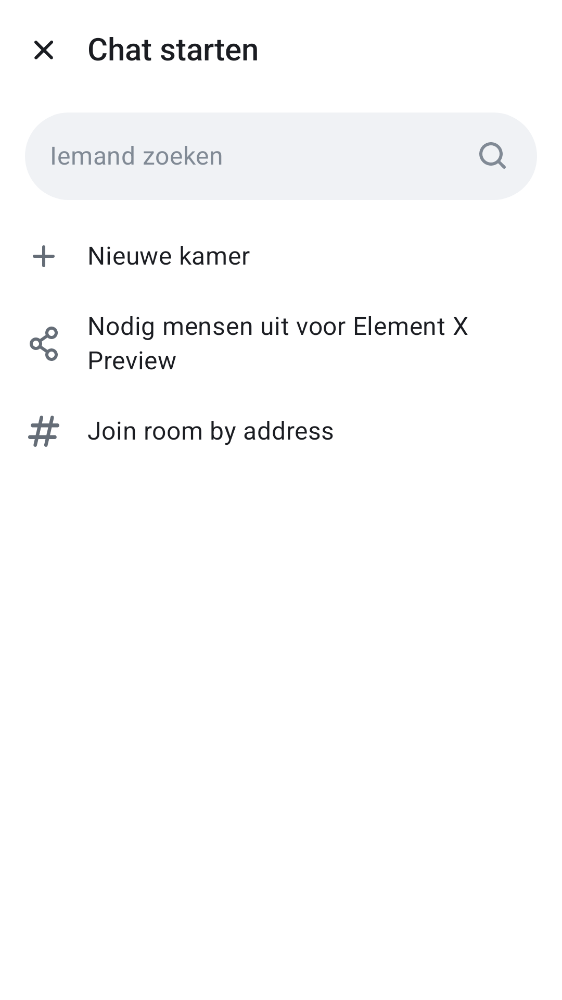 Chat starten
Iemand zoeken
Nieuwe kamer
Nodig mensen uit voor Element X
Preview
Join room by address